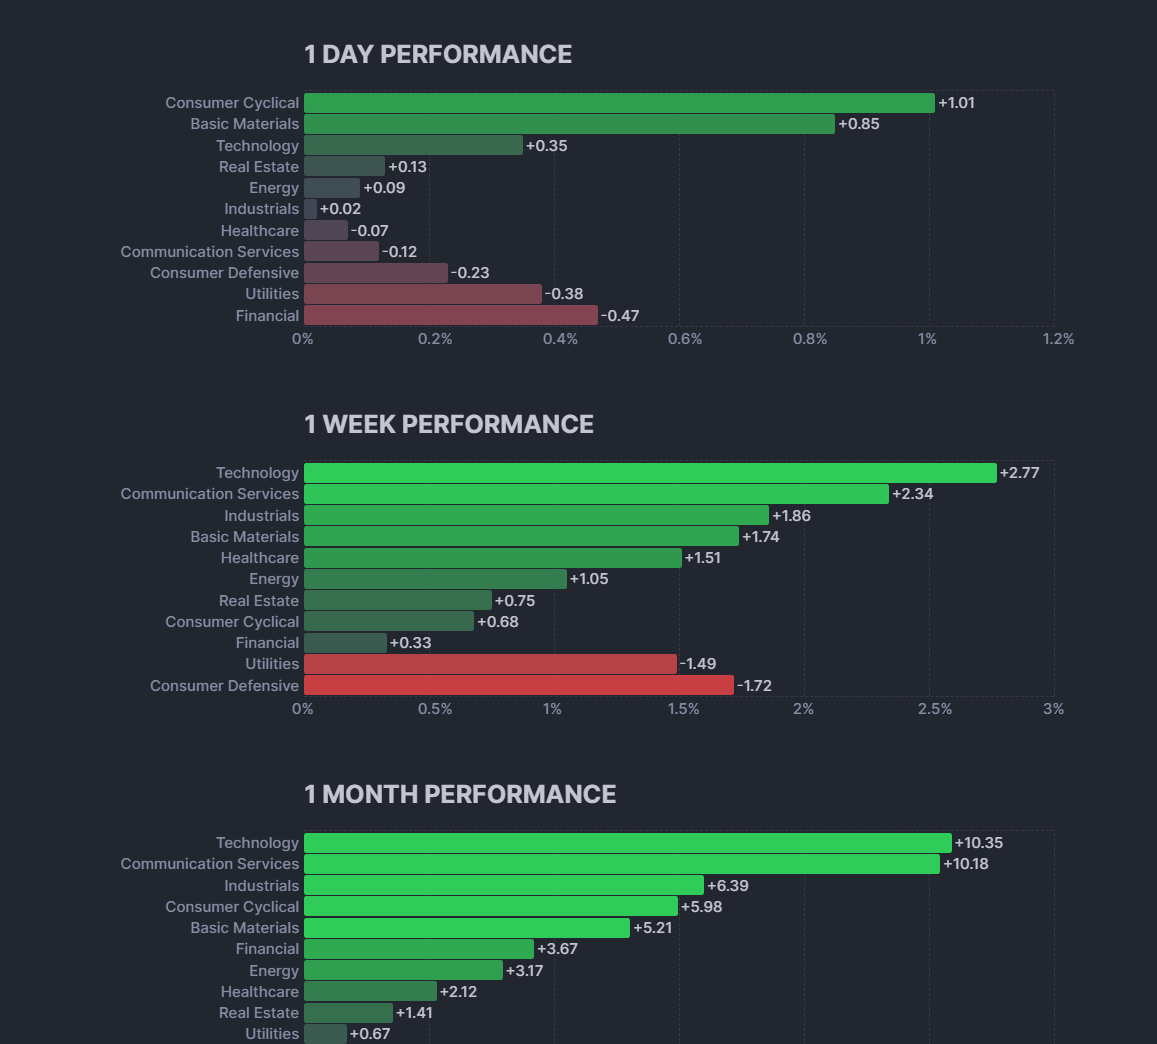 1 DAY PERFORMANCE
Consumer Cyclical +1.01
Basic Materials +0.85
Technology +0.35
Real Estate +0.13
Energy +0.09
Industrials +0.02
Healthcare -0.07
Communication Services -0.12
Consumer Defensive -0.23
Utilities -0.38
Financial -0.47
0% 0.2% 0.4% 0.6% 0.8% 1% 1.2%
1 WEEK PERFORMANCE
Technology +2.77
Communication Services +2.34
Industrials +1.86
Basic Materials +1.74
Healthcare +1.51
Energy +1.05
Real Estate +0.75
Consumer Cyclical +0.68
Financial +0.33
Utilities -1.49
Consumer Defensive -1.72
0% 0.5% 1% 1.5% 2% 2.5% 3%
1 MONTH PERFORMANCE
Technology +10.35
Communication Services +10.18
Industrials +6.39
Consumer Cyclical +5.98
Basic Materials +5.21
Financial +3.67
Energy +3.17
Healthcare +2.12
Real Estate +1.41
Utilities +0.67